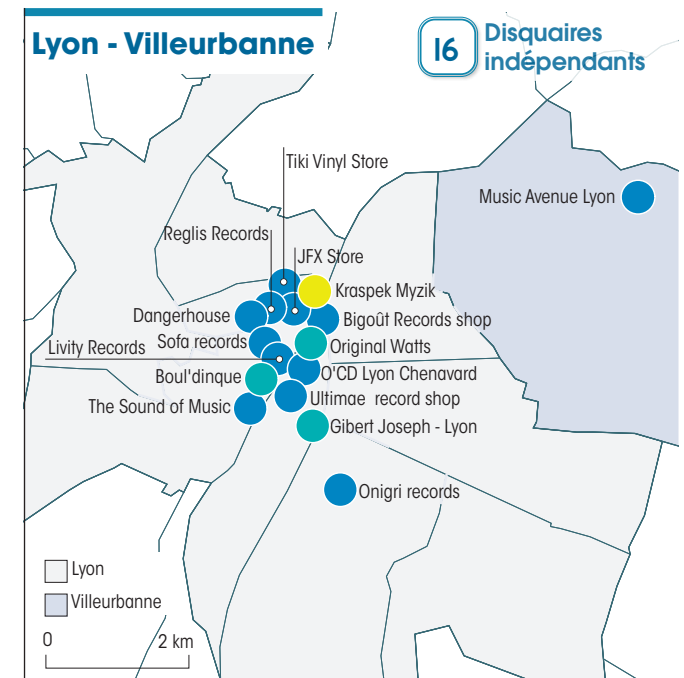 Lyon - Villeurbanne
16
Disquaires
indépendants
Tiki Vinyl Store
Music Avenue Lyon
Reglis Records
JFX Store
Kraspek Myzik
Dangerhouse
Bigoût Records shop
Sofa records
Original Watts
Livity Records
O'CD Lyon Chenavard
Boul'dinque
Ultimae record shop
The Sound of Music
Gibert Joseph - Lyon
Onigri records
Lyon
Villeurbanne
0
2 km